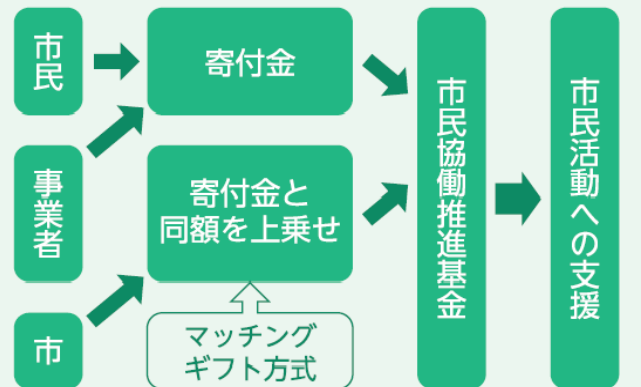 市民
寄付金
事業者
寄付金と
同額を上乗せ
市
マッチング
ギフト方式
市民協働推進基金
市民活動への支援